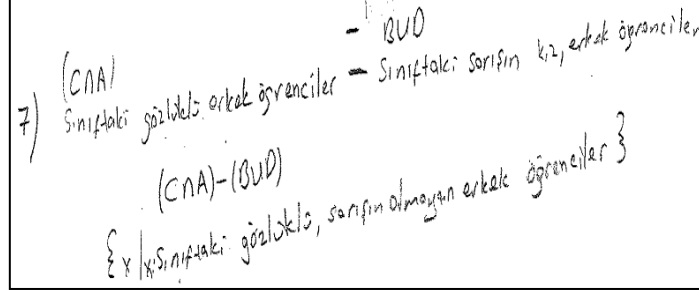 (C∩A) - BUD
7) Sınıftaki gözlüklü erkek öğrenciler - Sınıftaki sarışın kız, erkek öğrenciler
(C∩A)-(BUD)
{x|x:Sınıftaki gözlüklü, sarışın olmayan erkek öğrenciler}